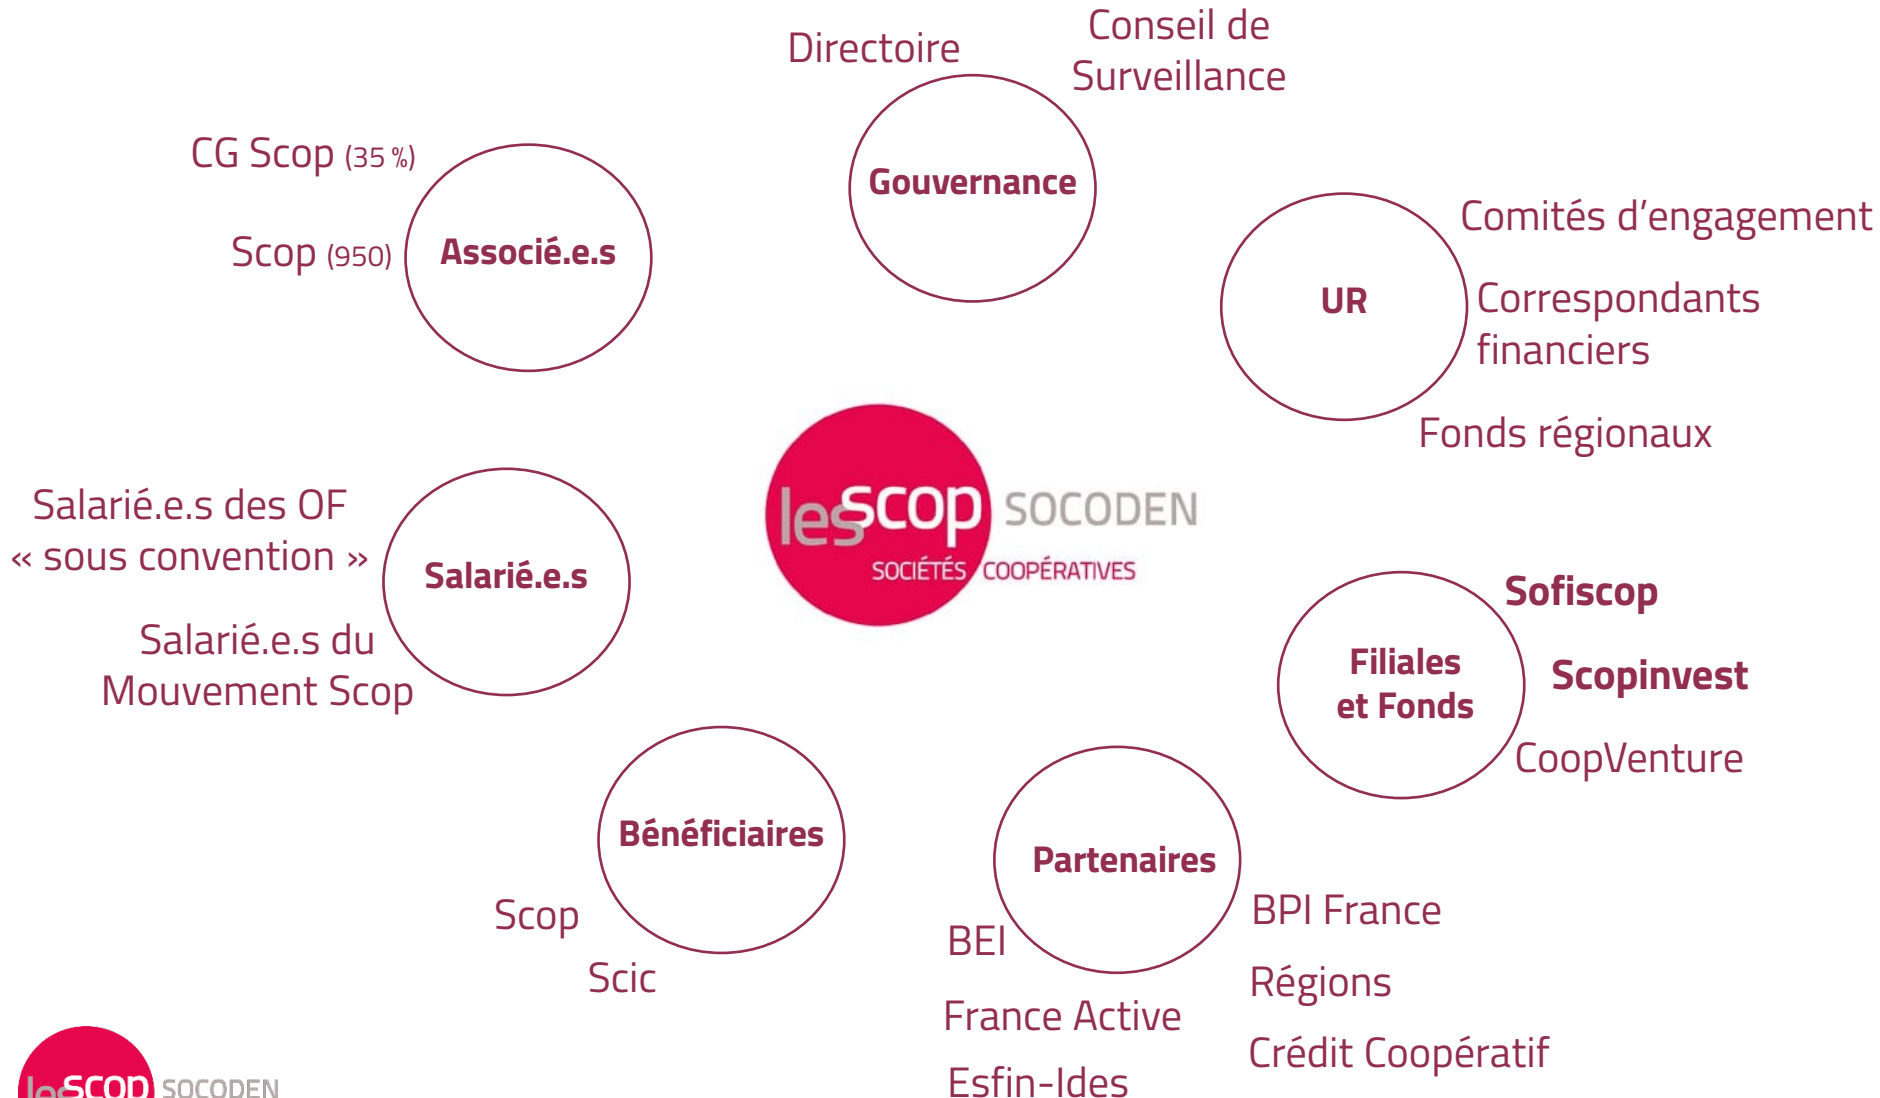 Directoire
Conseil de
Surveillance
Gouvernance
CG Scop (35 %)
Scop (950)
Associé.e.s
UR
Comités d’engagement
Correspondants
financiers
Fonds régionaux
lesscop SOCODEN
SOCIÉTÉS COOPÉRATIVES
Salarié.e.s des OF
« sous convention »
Salarié.e.s du
Mouvement Scop
Salarié.e.s
Filiales
et Fonds
Sofiscop
Scopinvest
CoopVenture
Bénéficiaires
Scop
Scic
Partenaires
BEI
France Active
Esfin-Ides
BPI France
Régions
Crédit Coopératif
lesscop SOCODEN